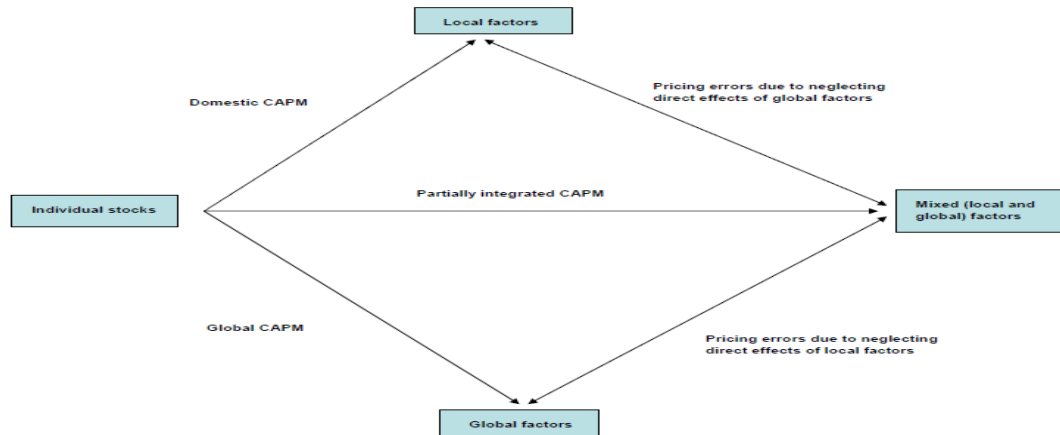 Local factors
Pricing errors due to neglecting
direct effects of global factors
Domestic CAPM
Partially integrated CAPM
Individual stocks
Mixed (local and
global) factors
Global CAPM
Pricing errors due to neglecting
direct effects of local factors
Global factors